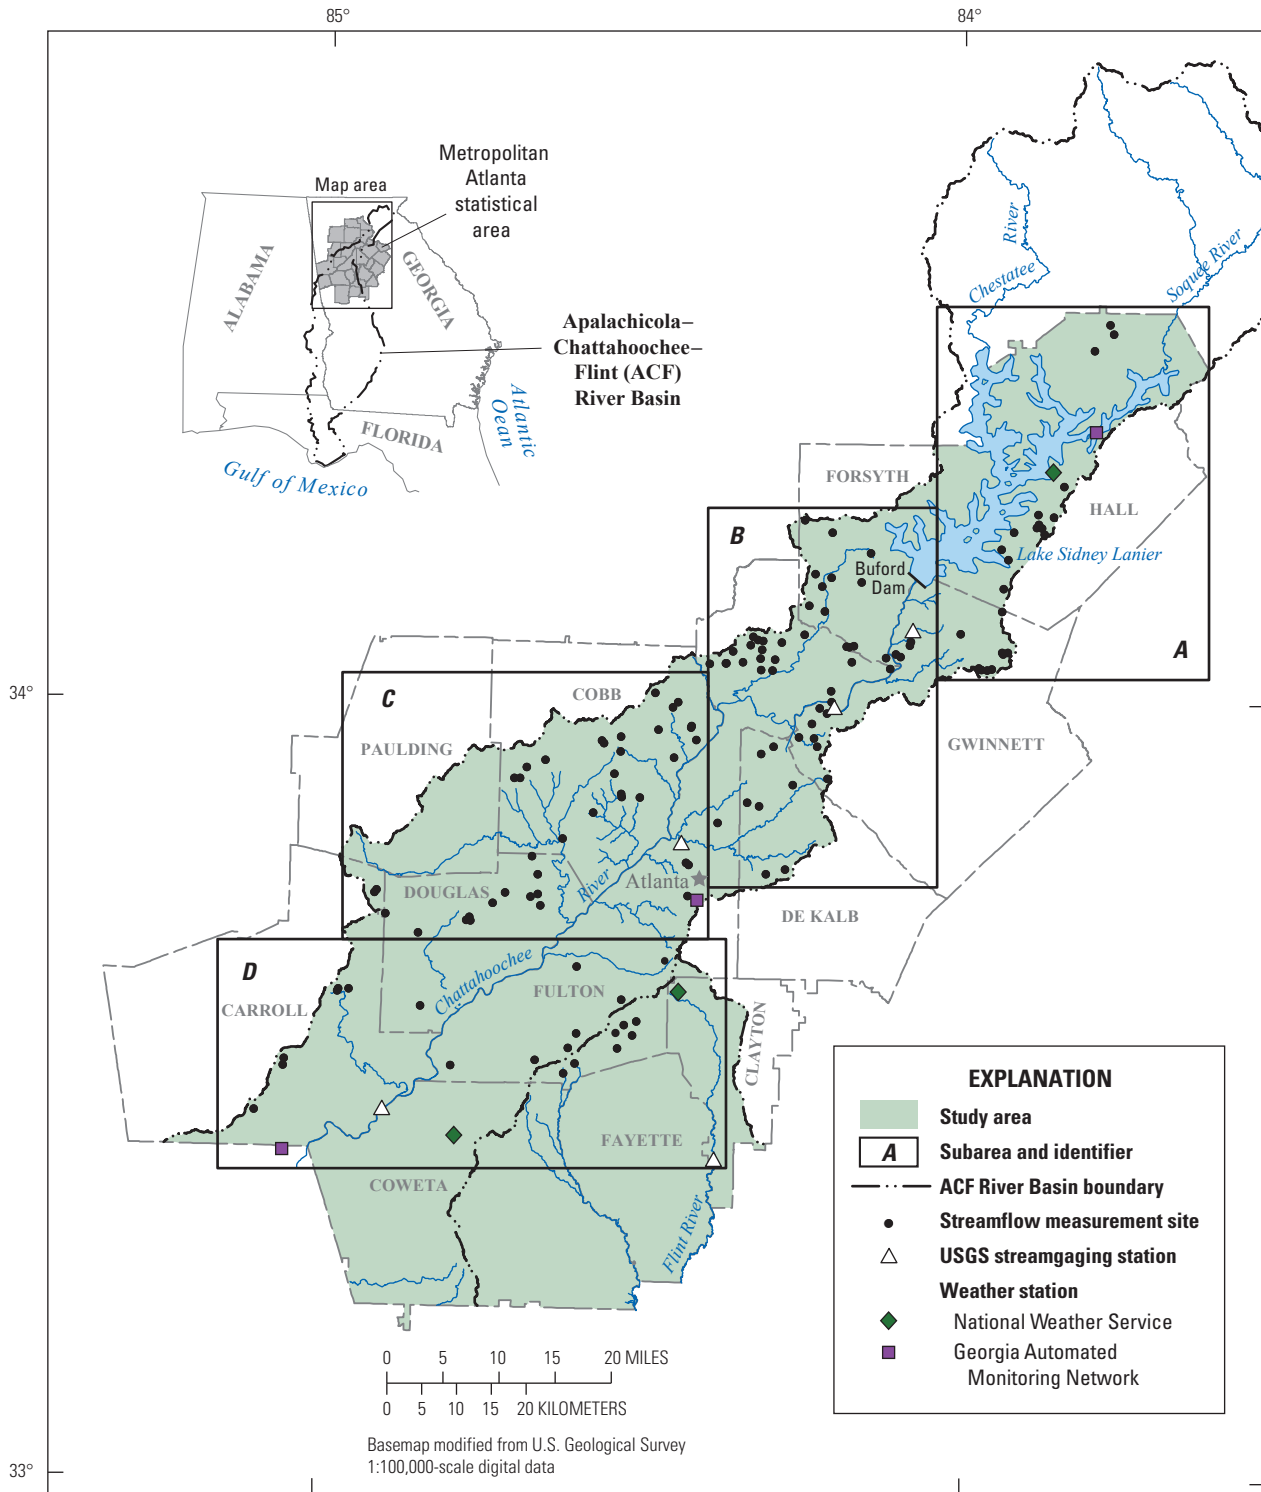 85°
84°
Metropolitan
Atlanta
statistical
area
Map area
ALABAMA
GEORGIA
Apalachicola–
Chattahoochee–
Flint (ACF)
River Basin
Atlantic
Oean
FLORIDA
Gulf of Mexico
Chestatee
River
Soquee River
FORSYTH
HALL
B
Lake Sidney Lanier
Buford
Dam
A
34°
C
COBB
PAULDING
GWINNETT
DOUGLAS
River
Atlanta
DE KALB
D
Chattahoochee
FULTON
CARROLL
CLAYTON
FAYETTE
COWETA
Flint River
EXPLANATION
Study area
A
Subarea and identifier
ACF River Basin boundary
Streamflow measurement site
USGS streamgaging station
Weather station
National Weather Service
Georgia Automated
Monitoring Network
0 5 10 15 20 MILES
0 5 10 15 20 KILOMETERS
Basemap modified from U.S. Geological Survey
1:100,000-scale digital data
33°